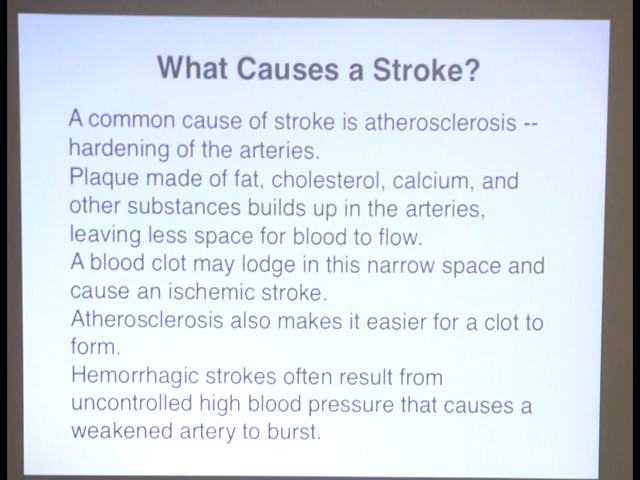 What Causes a Stroke?
A common cause of stroke is atherosclerosis --
hardening of the arteries.
Plaque made of fat, cholesterol, calcium, and
other substances builds up in the arteries,
leaving less space for blood to flow.
A blood clot may lodge in this narrow space and
cause an ischemic stroke.
Atherosclerosis also makes it easier for a clot to
form.
Hemorrhagic strokes often result from
uncontrolled high blood pressure that causes a
weakened artery to burst.